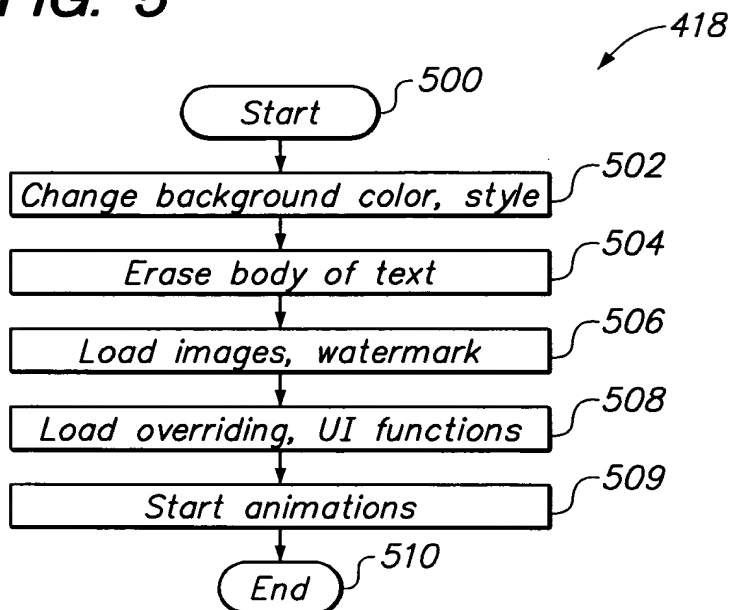 FIG. 5
418
Start
500
Change background color, style
502
Erase body of text
504
Load images, watermark
506
Load overriding, UI functions
508
Start animations
509
End
510